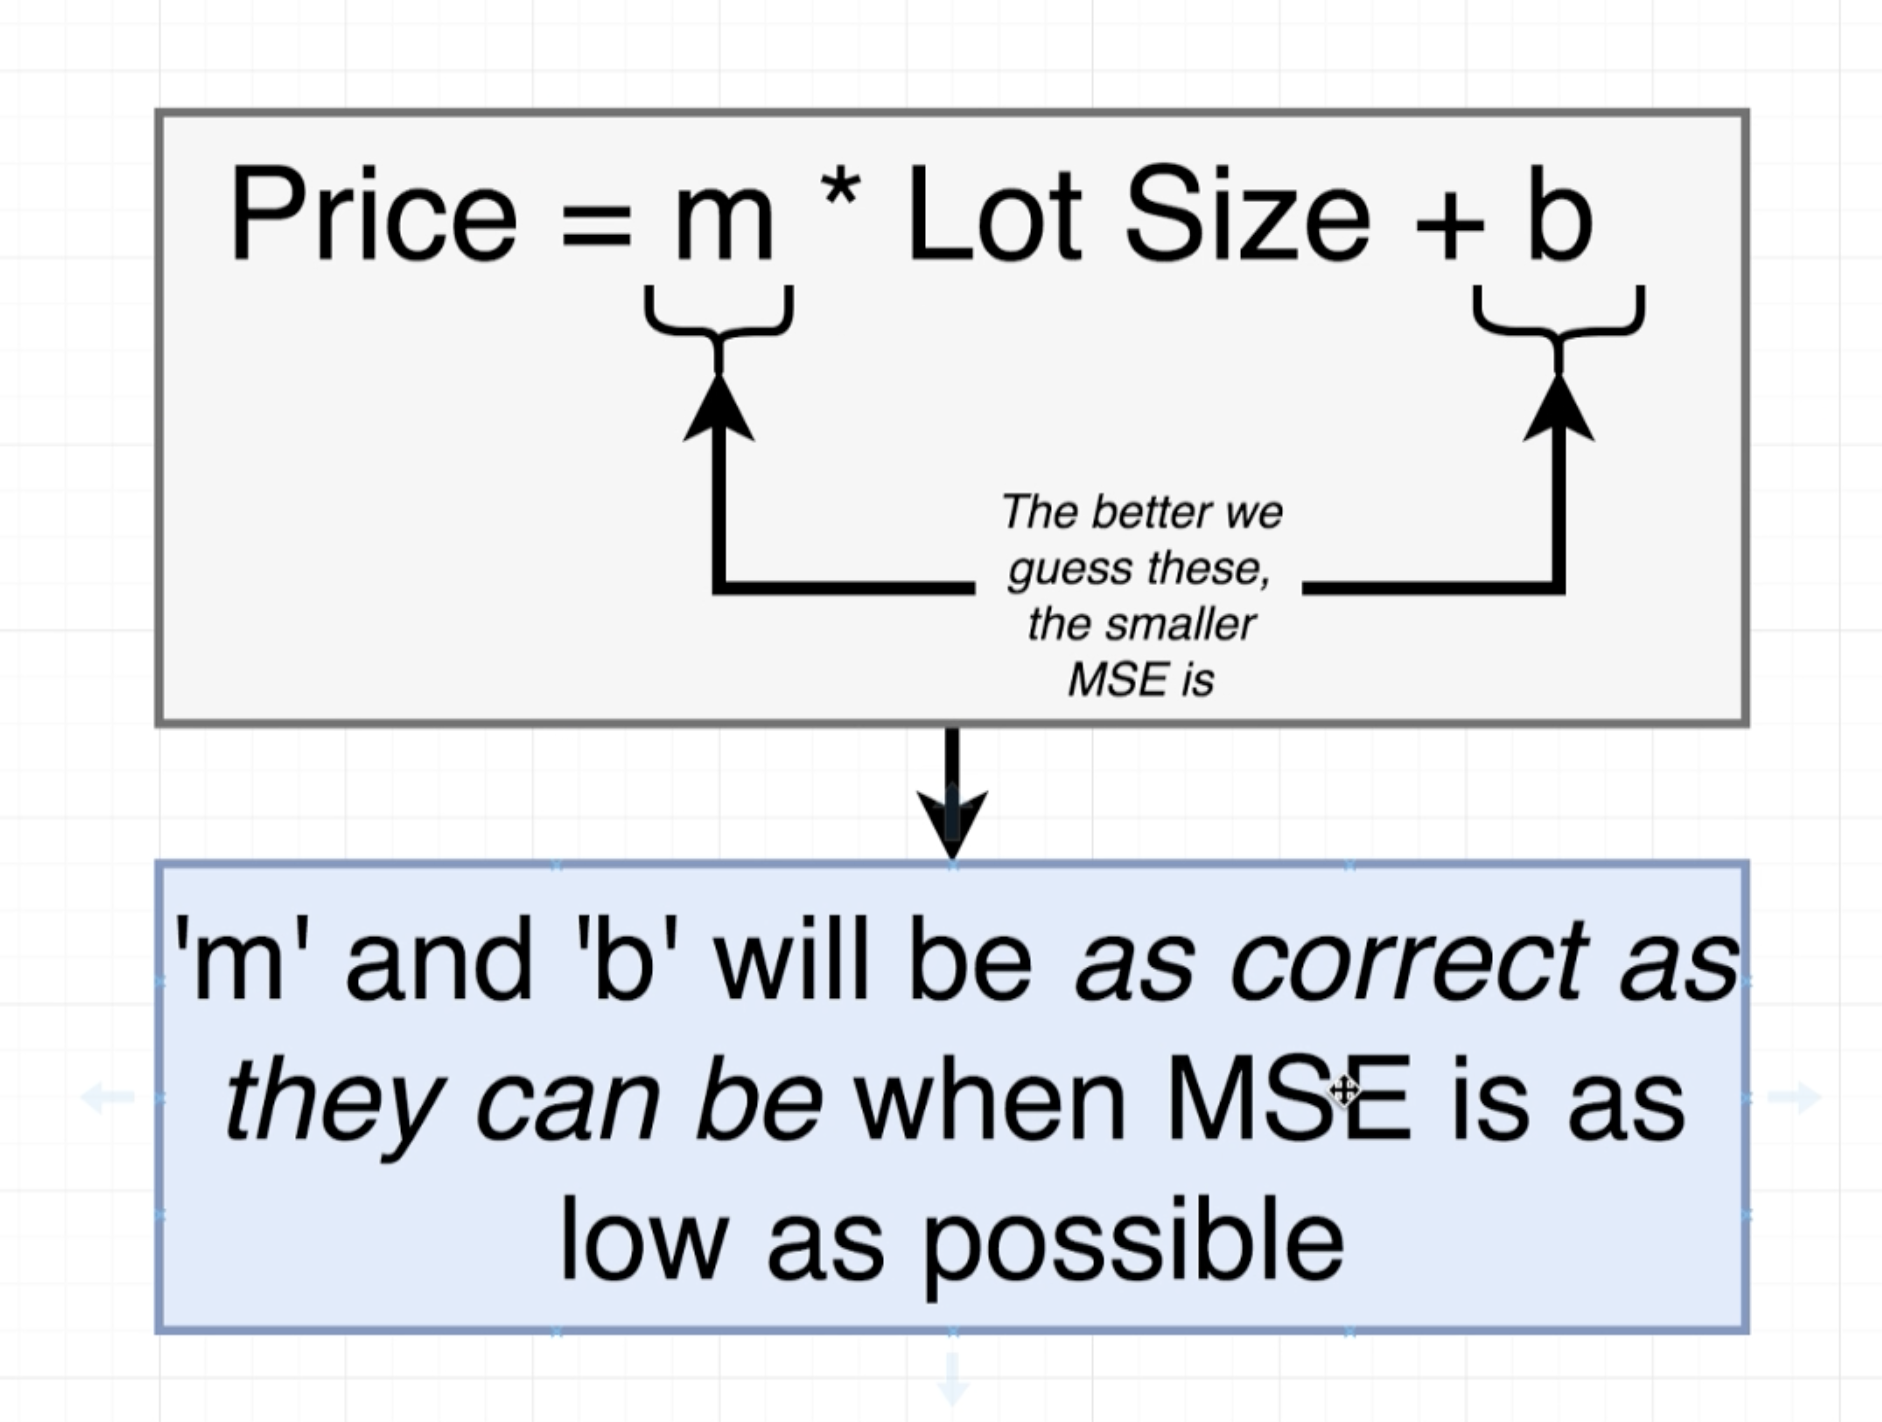 Price = m * Lot Size + b
The better we
guess these,
the smaller
MSE is
'm' and 'b' will be as correct as
they can be when MSE is as
low as possible